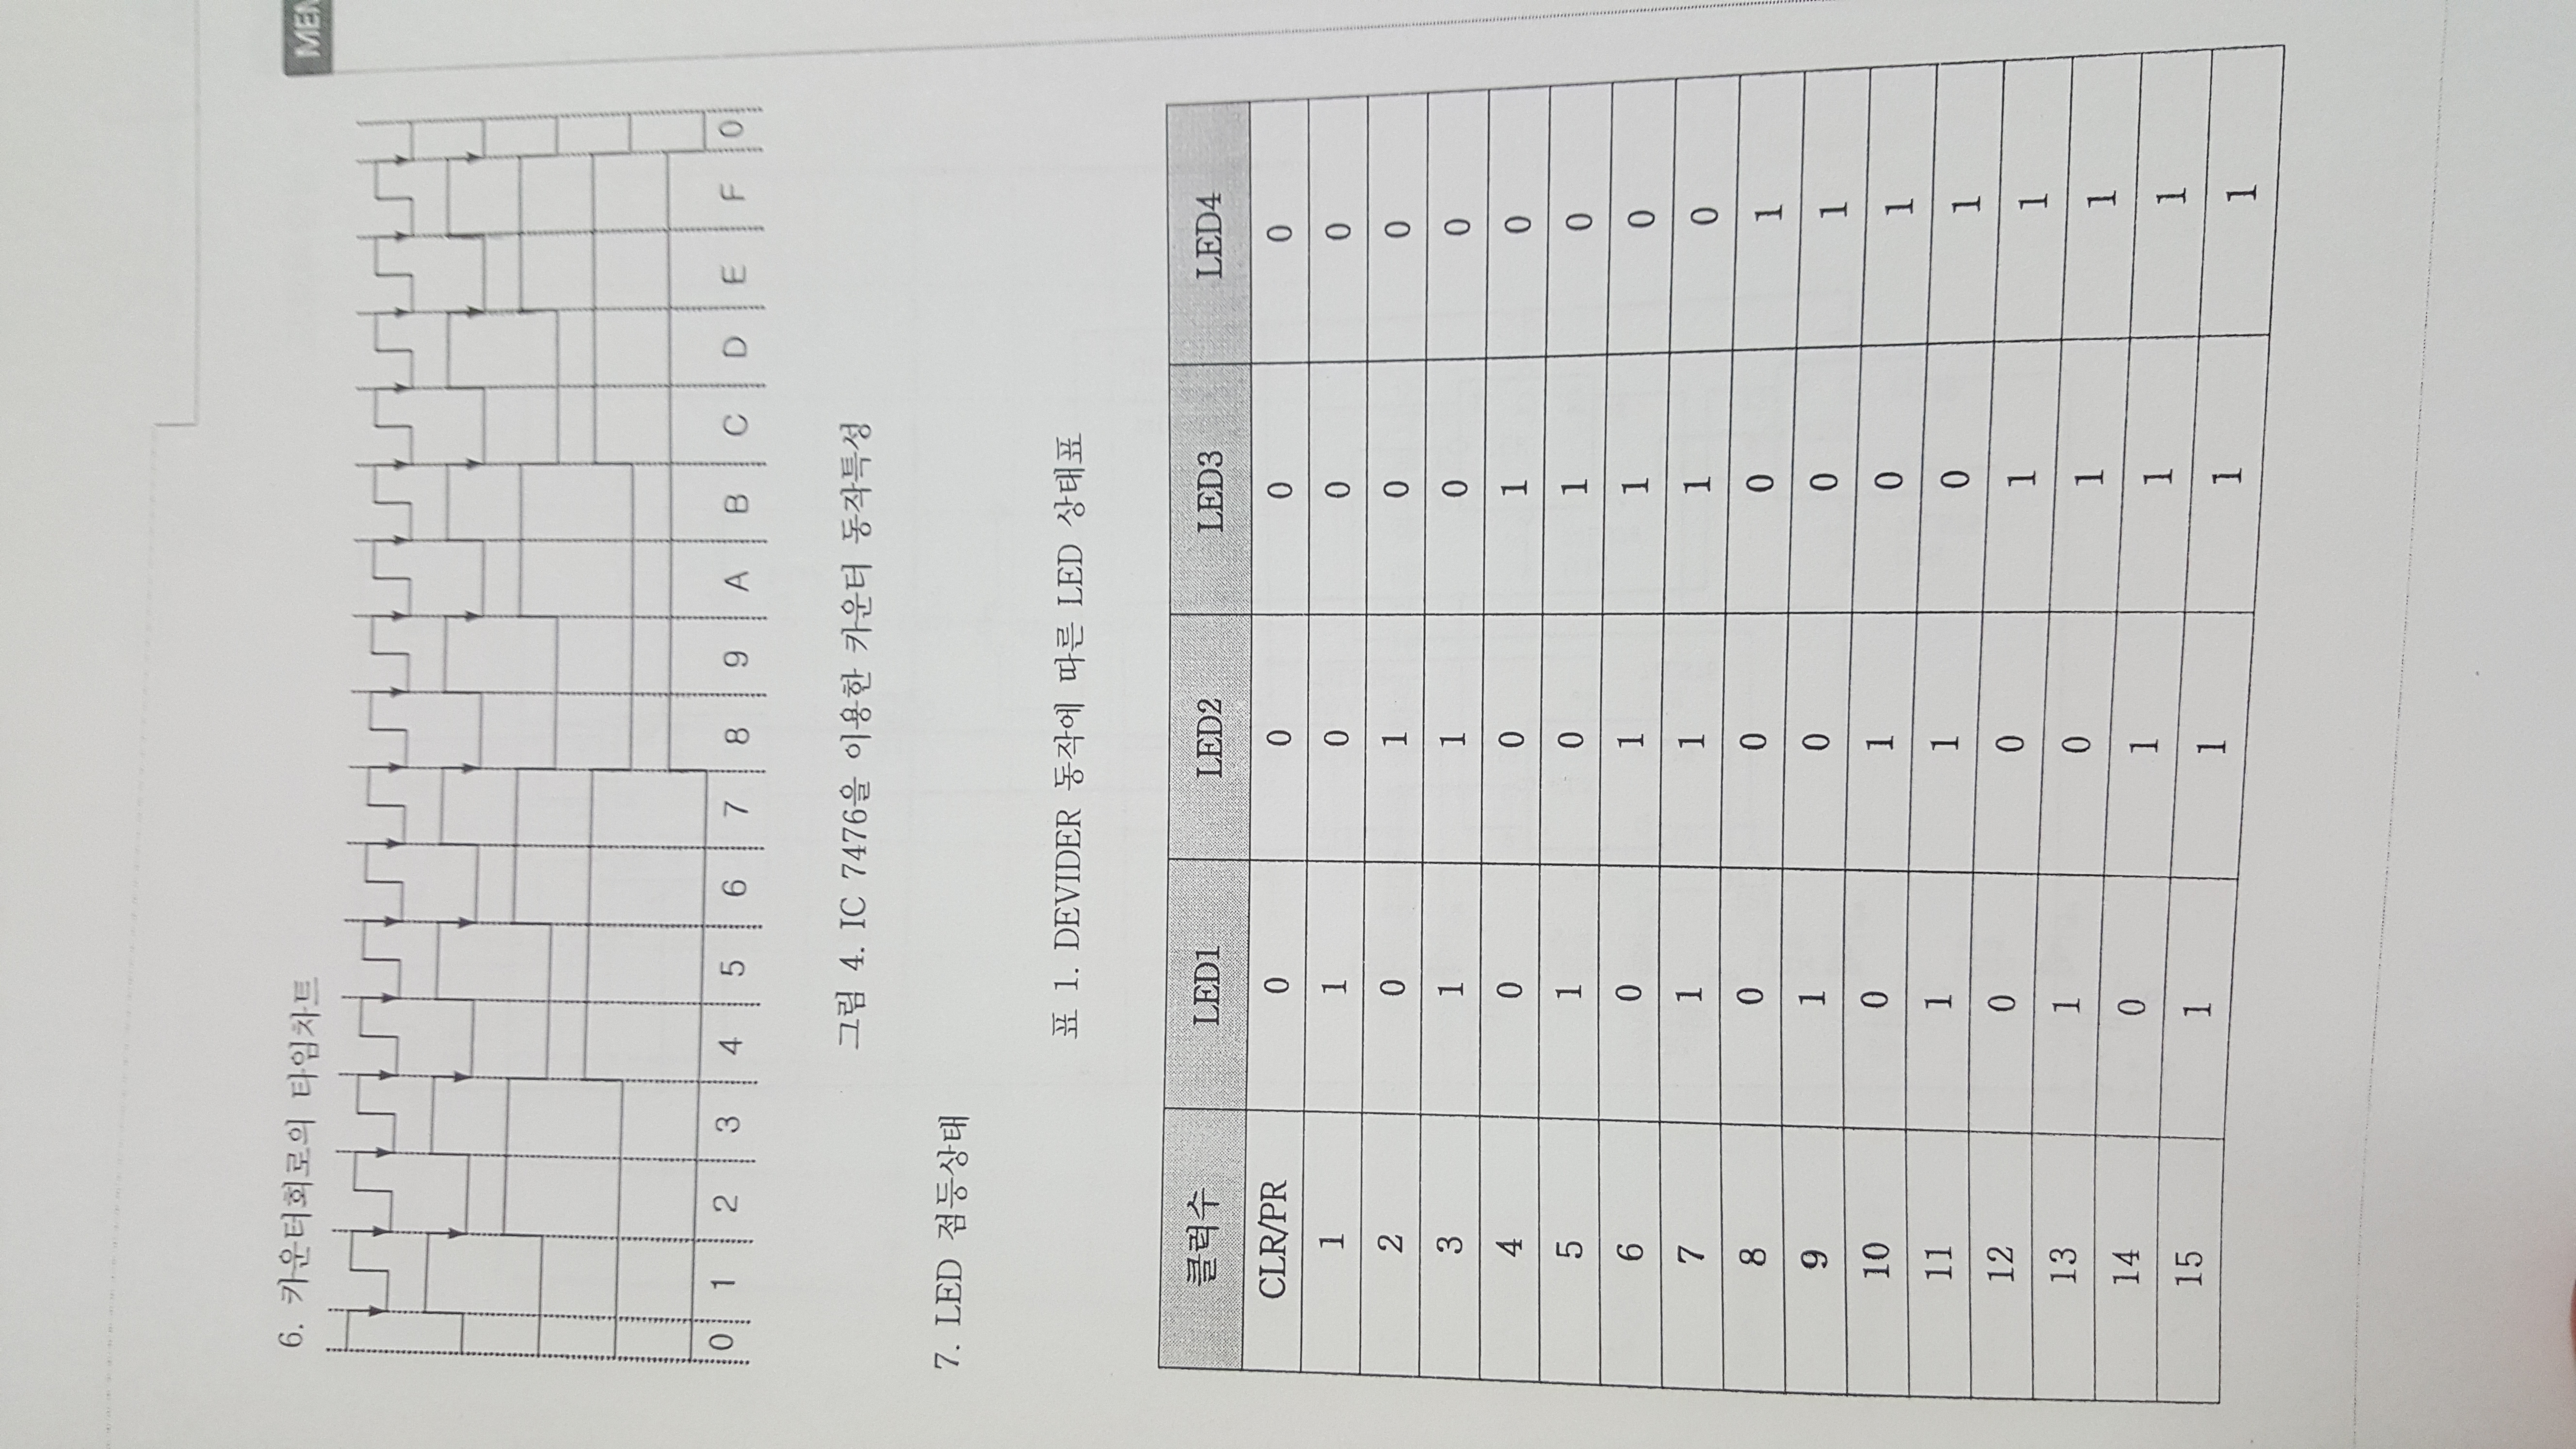 6. 카운터회로의 타임차트
MEM
0 1 2 3 4 5 6 7 8 9 A B C D E F 0
그림 4. IC 7476을 이용한 카운터 동작특성
7. LED 점등상태
표 1. DEVIDER 동작에 따른 LED 상태표
클럭수 LED1 LED2 LED3 LED4
CLR/PR 0 0 0 0
1 1 0 0 0
2 0 1 0 0
3 1 1 0 0
4 0 0 1 0
5 1 0 1 0
6 0 1 1 0
7 1 1 1 0
8 0 0 0 1
9 1 0 0 1
10 0 1 0 1
11 1 1 0 1
12 0 0 1 1
13 1 0 1 1
14 0 1 1 1
15 1 1 1 1